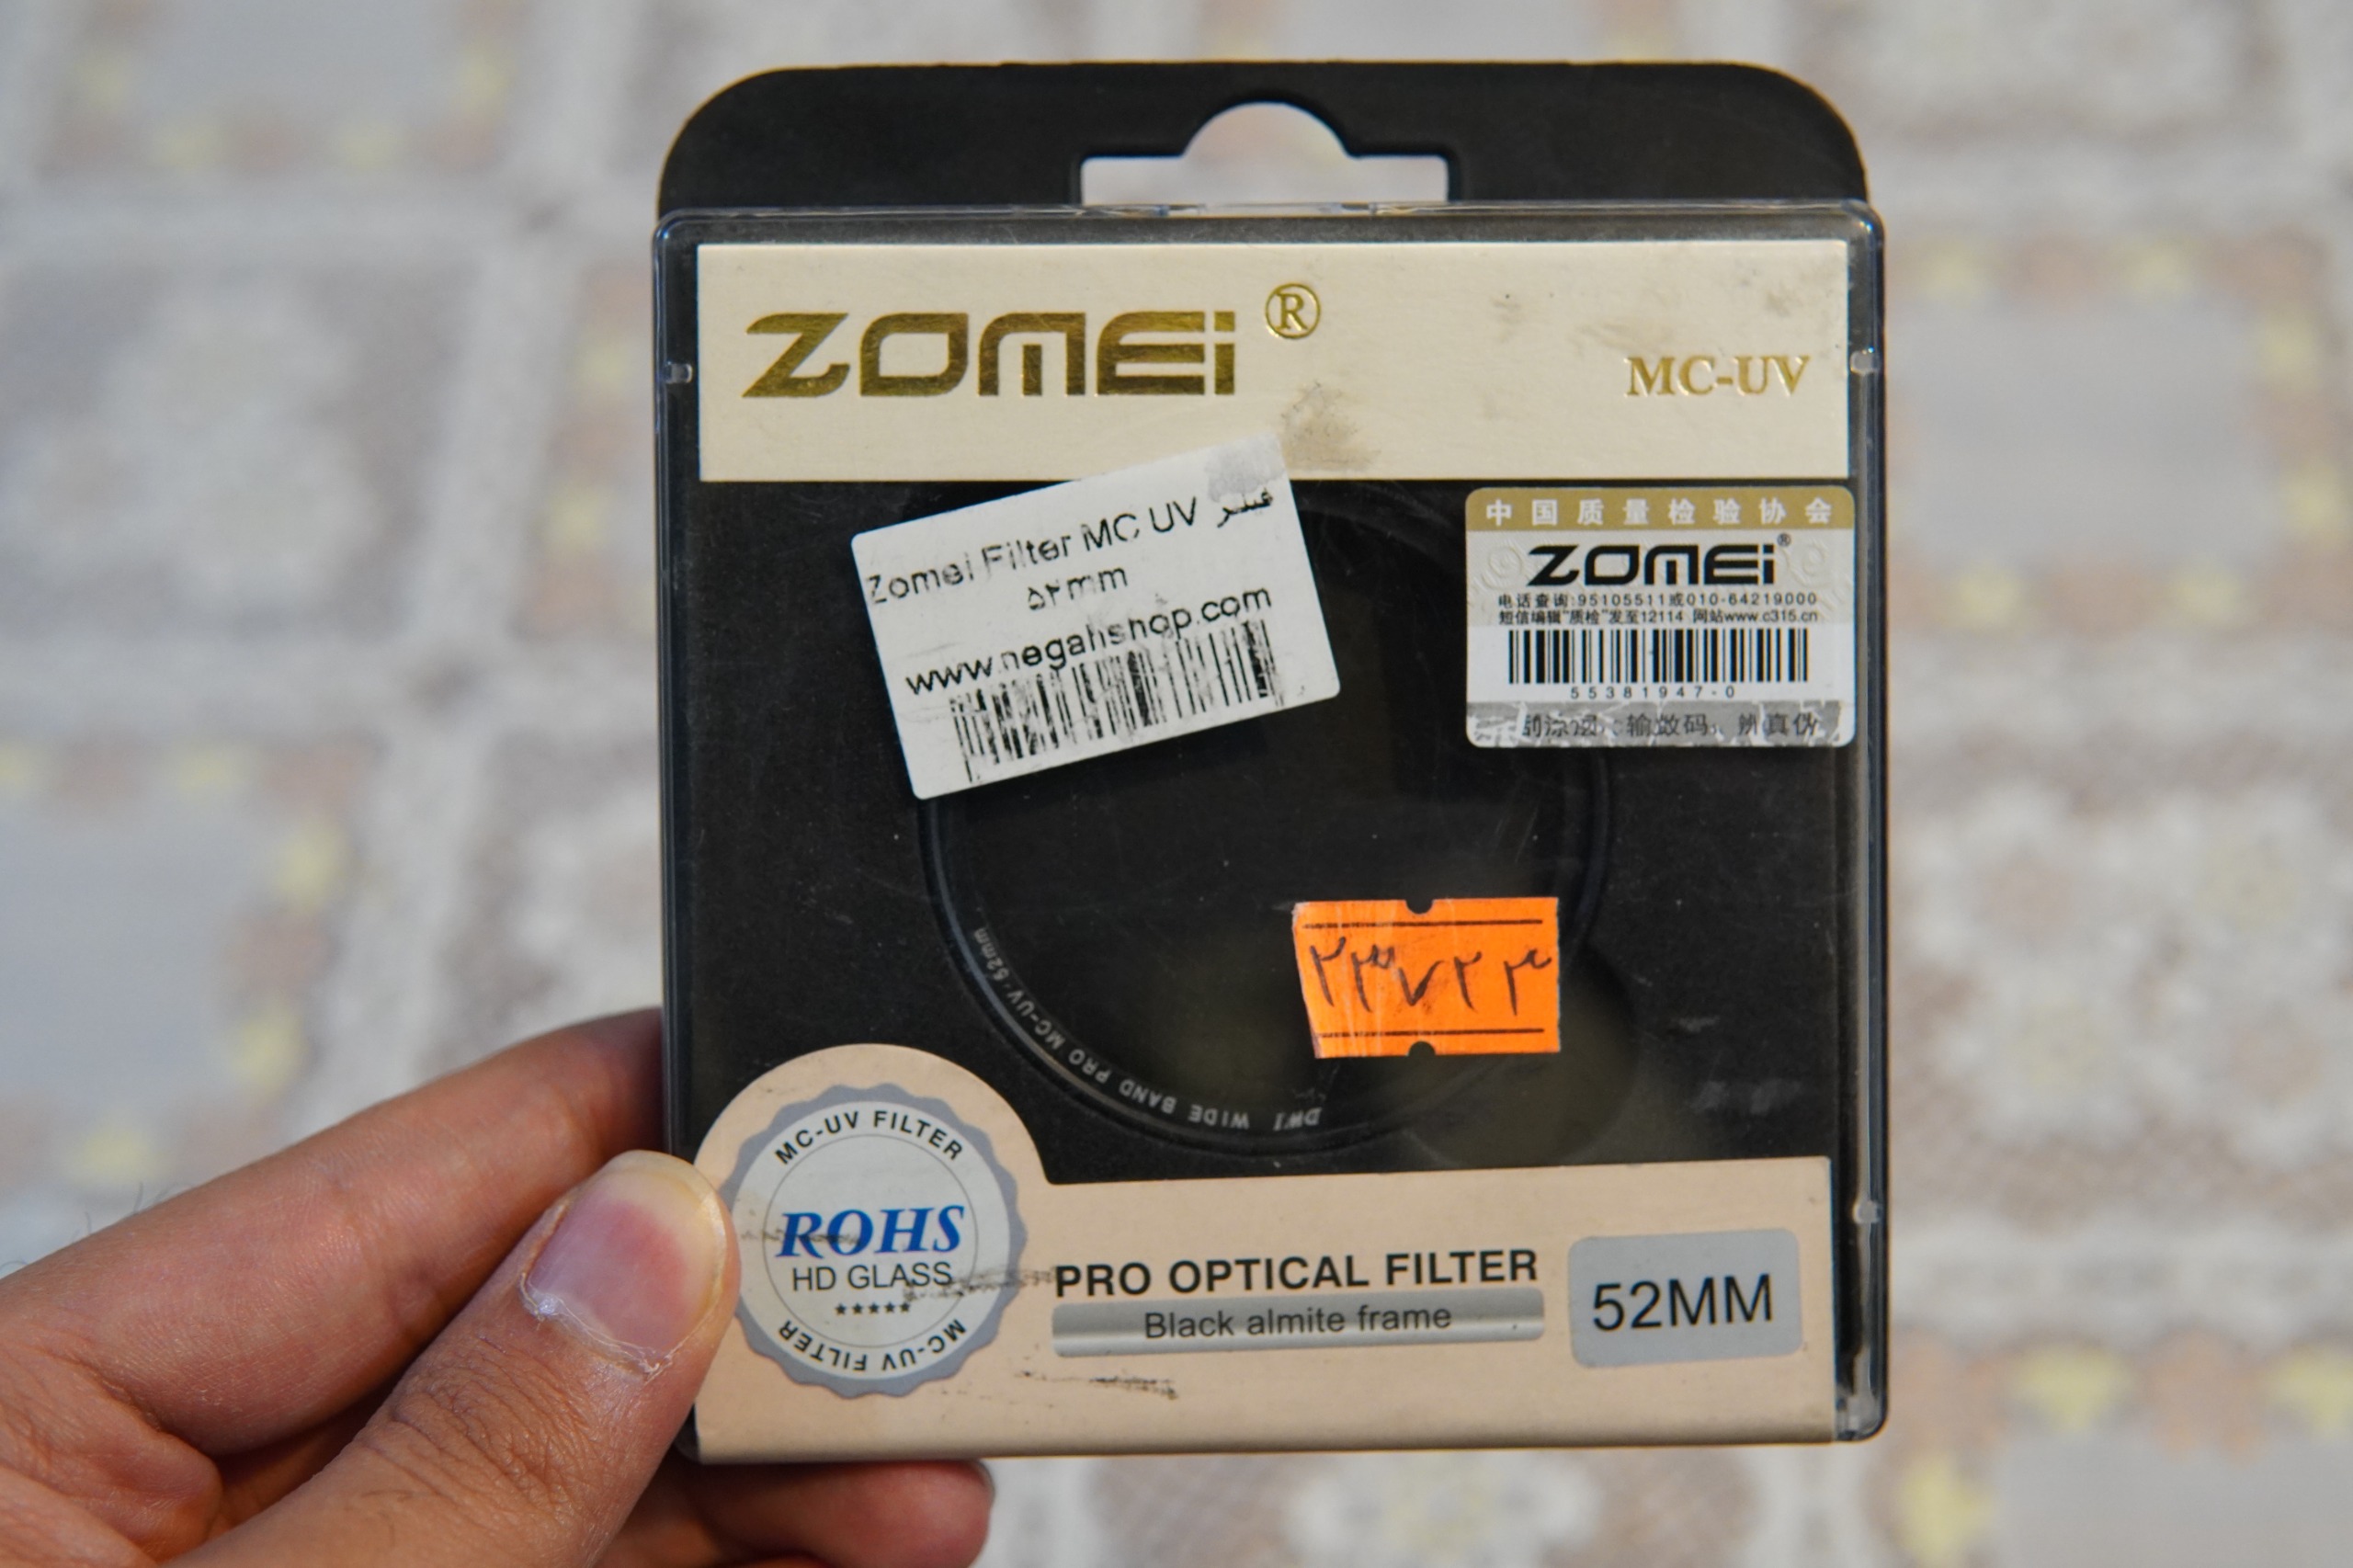 ZOMEi®
MC-UV
Zomei Filter MC UV فیلتر
۵۲mm
www.negahshop.com
中国质量检验协会
ZOMEi®
电话查询:95105511或010-64219000
短信编辑"质检"发至12114 网站www.c315.cn
55381947-0
辨真伪
۲۳۷۲۳
DWI WIDE BAND PRO MC-UV·52mm
MC-UV FILTER
ROHS
HD GLASS
★★★★★
MC-UV FILTER
PRO OPTICAL FILTER
Black almite frame
52MM